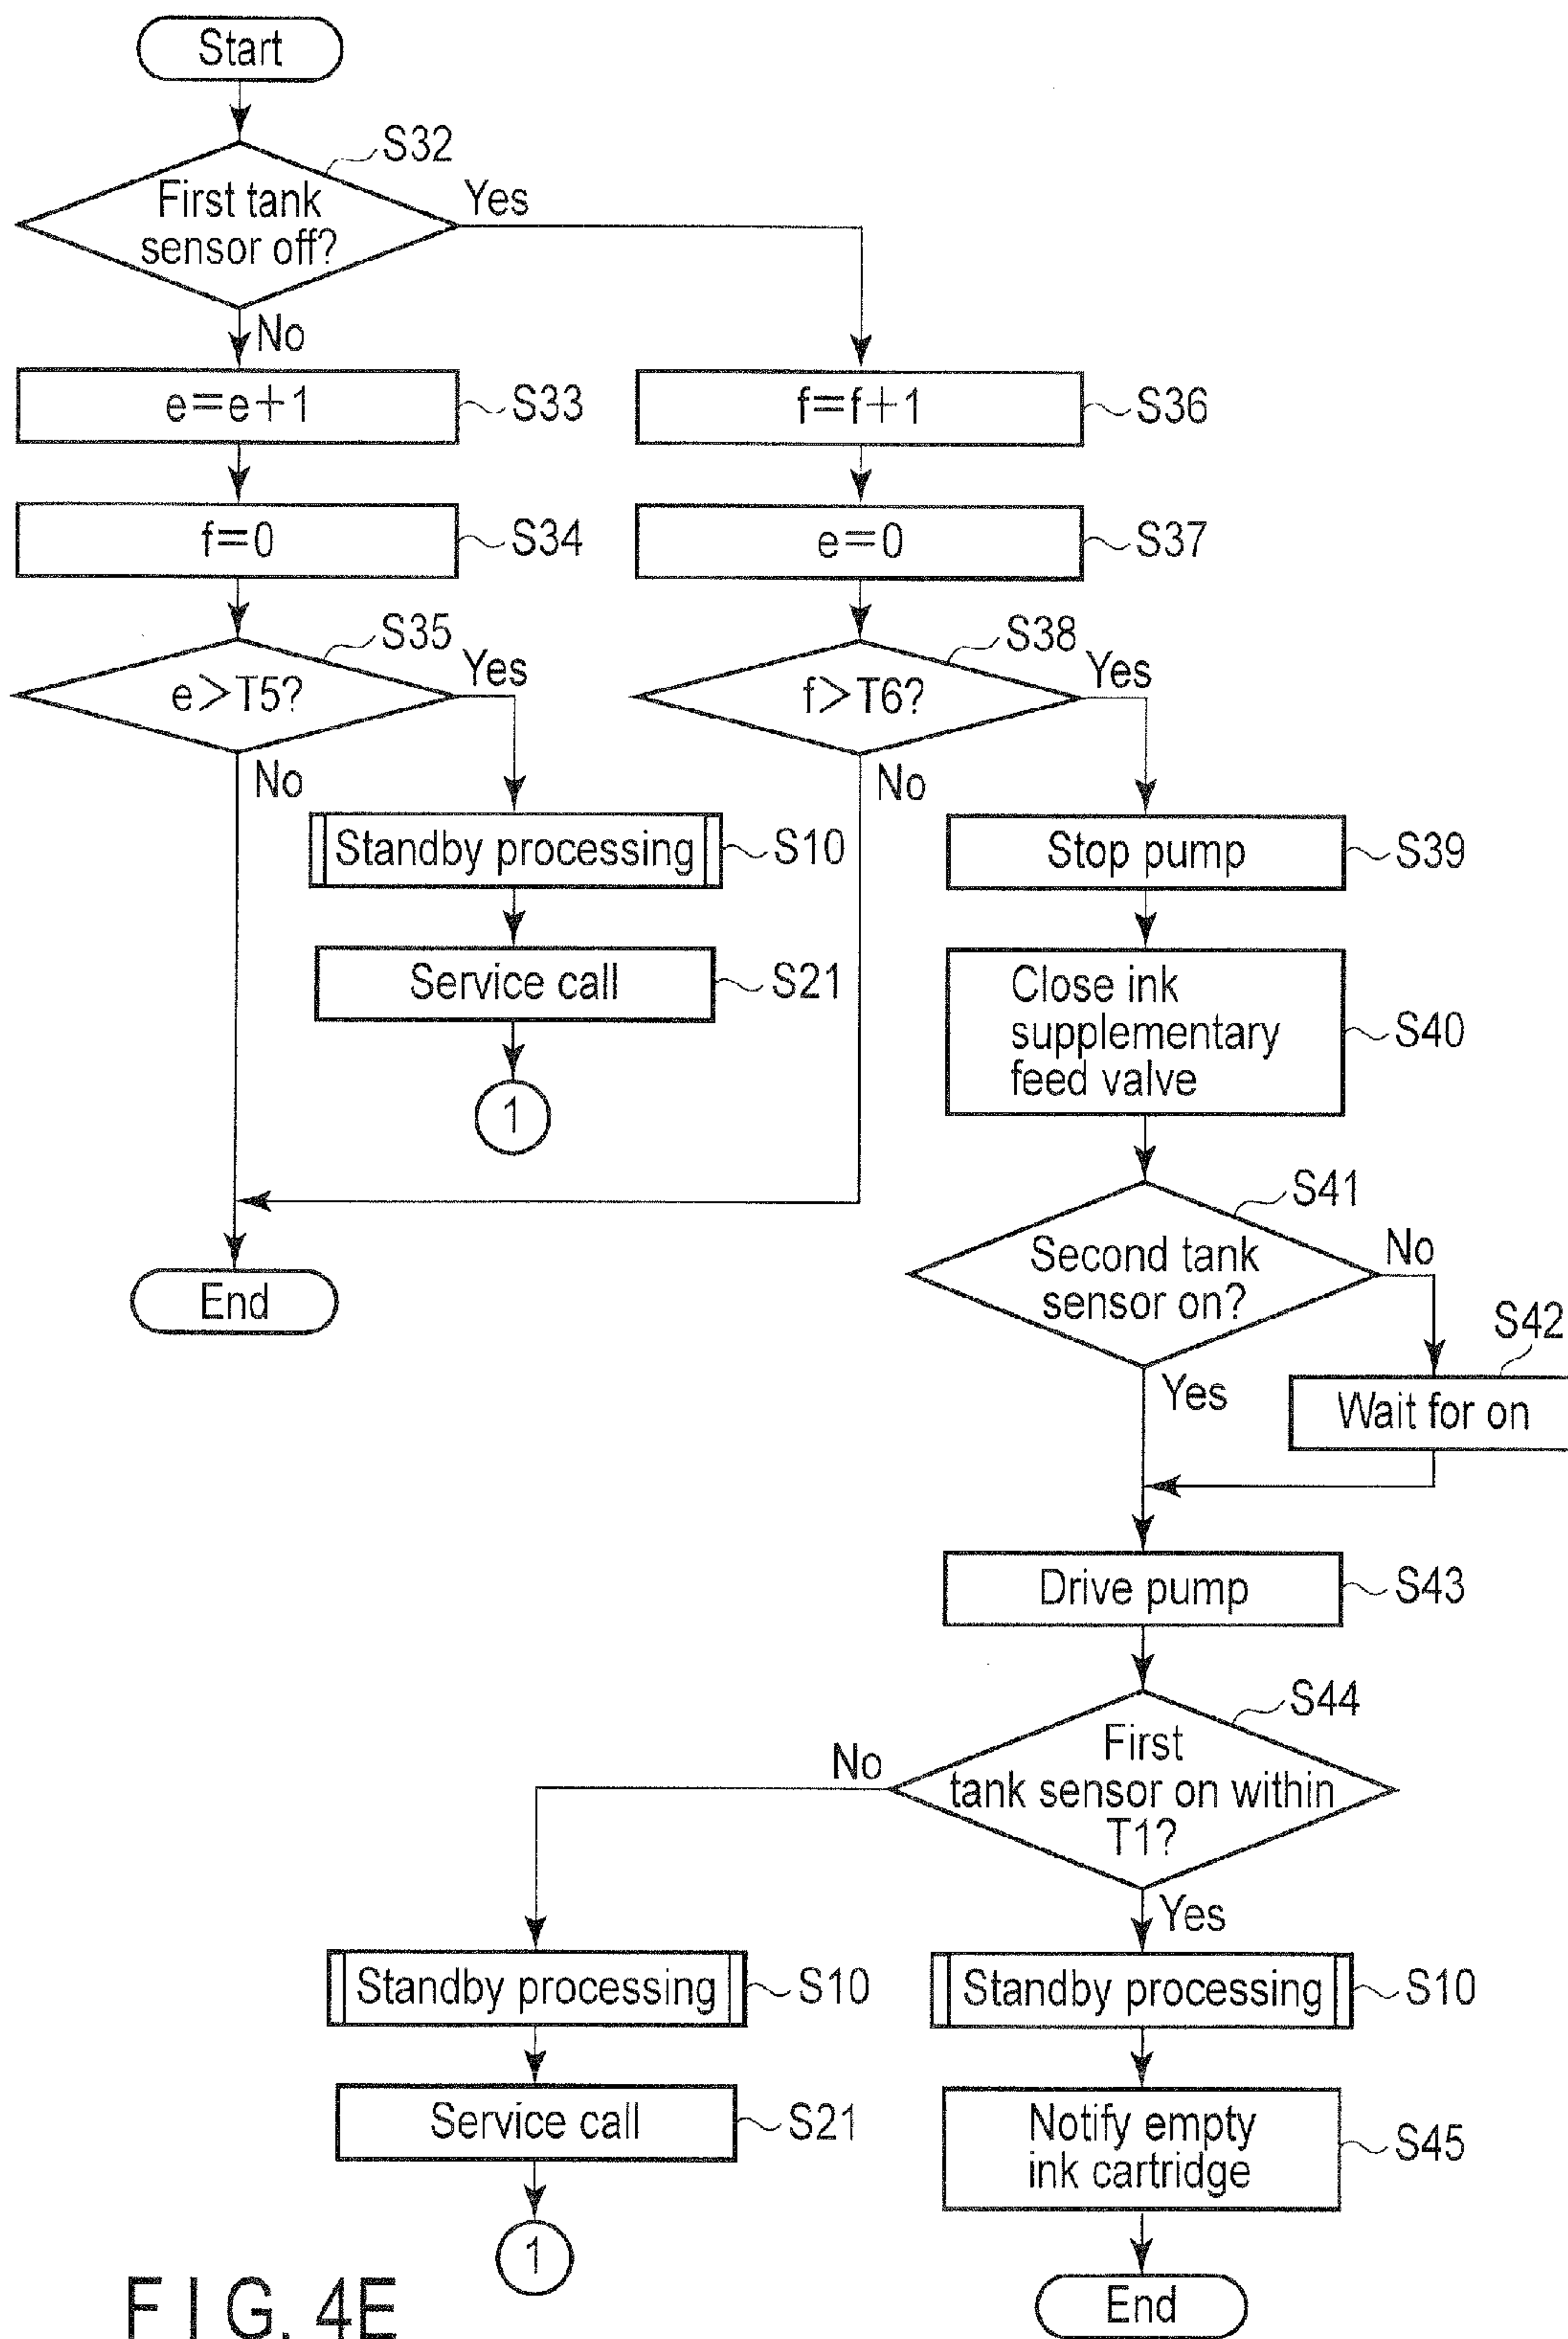 Start
S32
First tank
sensor off?
Yes
No
e=e+1
S33
f=f+1
S36
f=0
S34
e=0
S37
S35
e>T5?
Yes
No
S38
f>T6?
Yes
No
Standby processing
S10
Stop pump
S39
Service call
S21
Close ink
supplementary
feed valve
S40
1
S41
Second tank
sensor on?
No
Yes
End
S42
Wait for on
Drive pump
S43
S44
First
tank sensor on within
T1?
No
Yes
Standby processing
S10
Standby processing
S10
Service call
S21
Notify empty
ink cartridge
S45
1
End
FIG. 4E